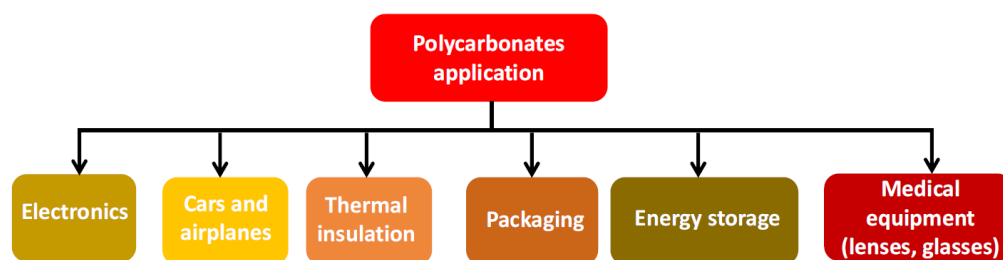 Polycarbonates
application
Electronics
Cars and
airplanes
Thermal
insulation
Packaging
Energy storage
Medical
equipment
(lenses, glasses)